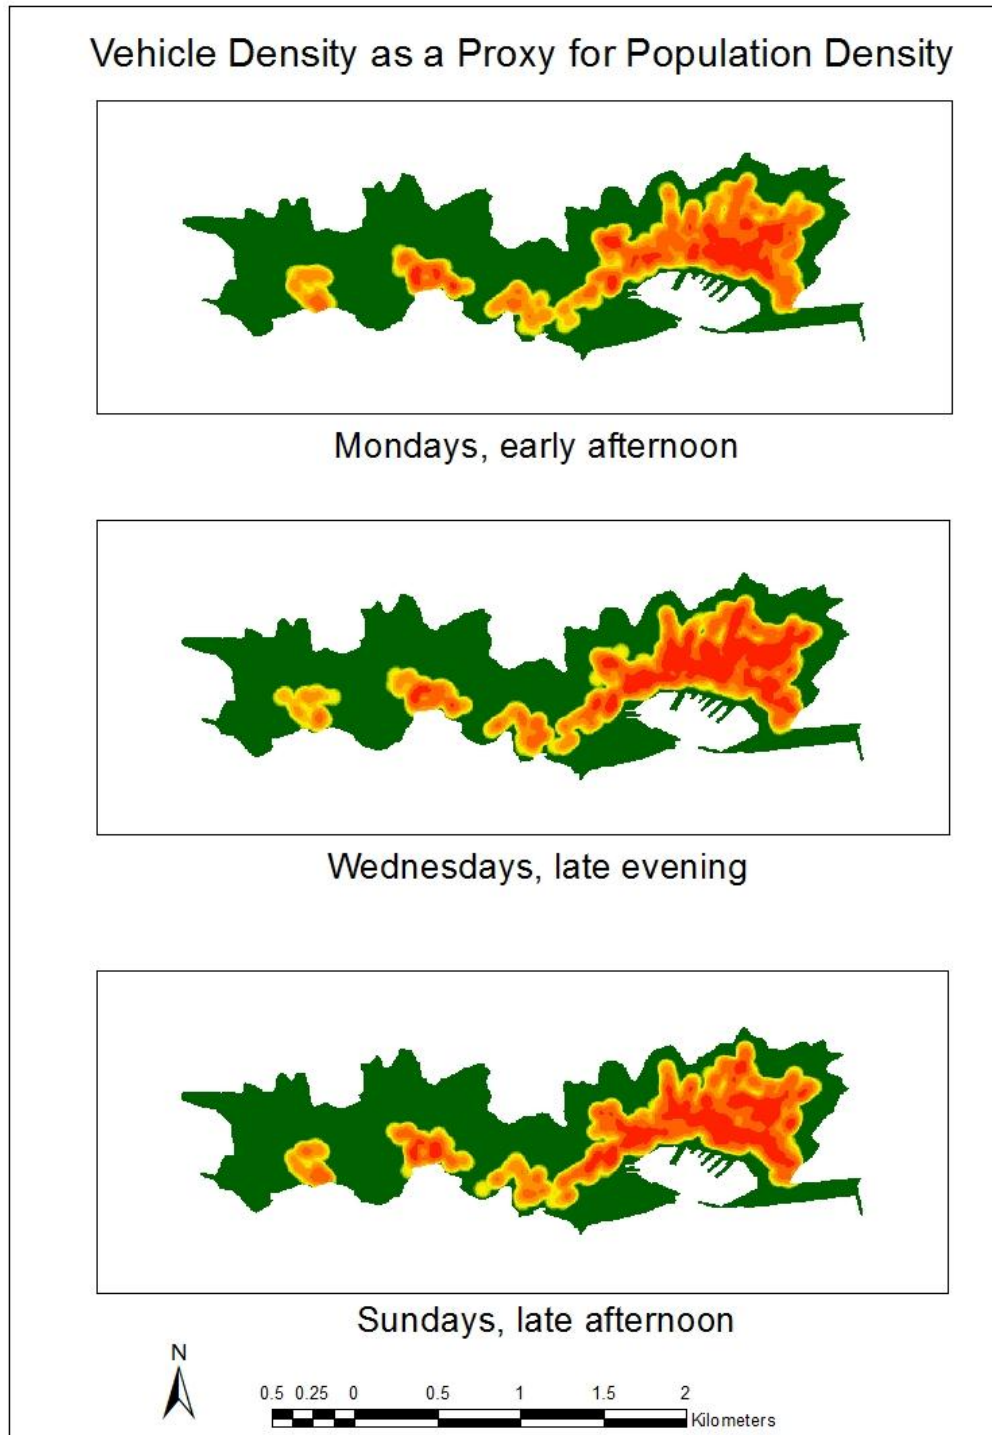 Vehicle Density as a Proxy for Population Density
Mondays, early afternoon
Wednesdays, late evening
Sundays, late afternoon
N
0.5 0.25 0 0.5 1 1.5 2
Kilometers